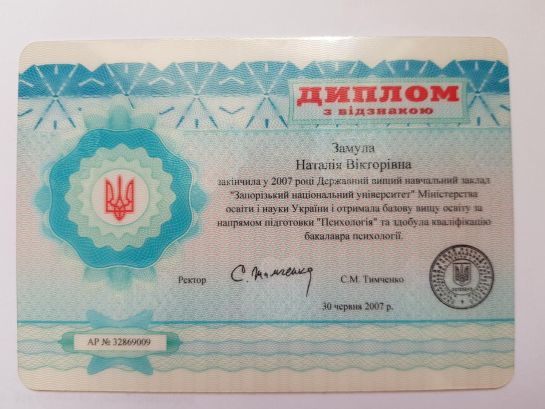 ДИПЛОМ
з відзнакою
Замула
Наталія Вікторівна
закінчила у 2007 році Державний вищий навчальний заклад
"Запорізький національний університет" Міністерства
освіти і науки України і отримала базову вищу освіту за
напрямом підготовки "Психологія" та здобула кваліфікацію
бакалавра психології.
Ректор С. Тимченко С.М. Тимченко
30 червня 2007 р.
АР № 32869009